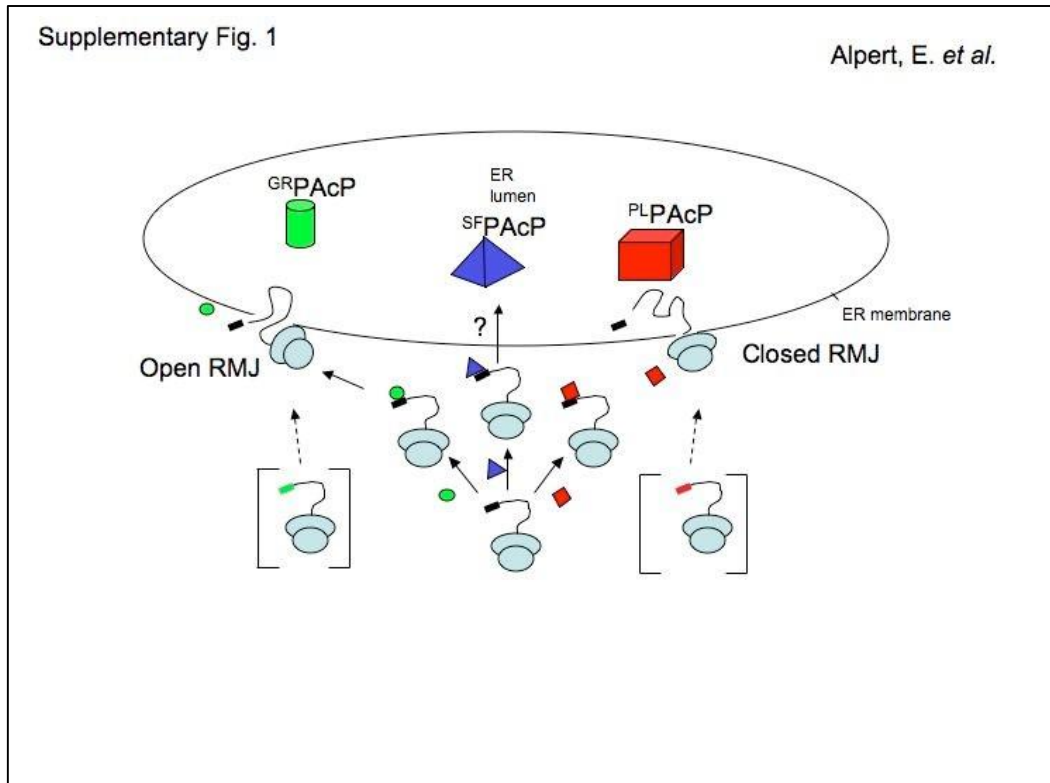 Supplementary Fig. 1
Alpert, E. et al.
GRPAcP
ER
lumen
SFPAcP
PLPAcP
ER membrane
?
Open RMJ
Closed RMJ